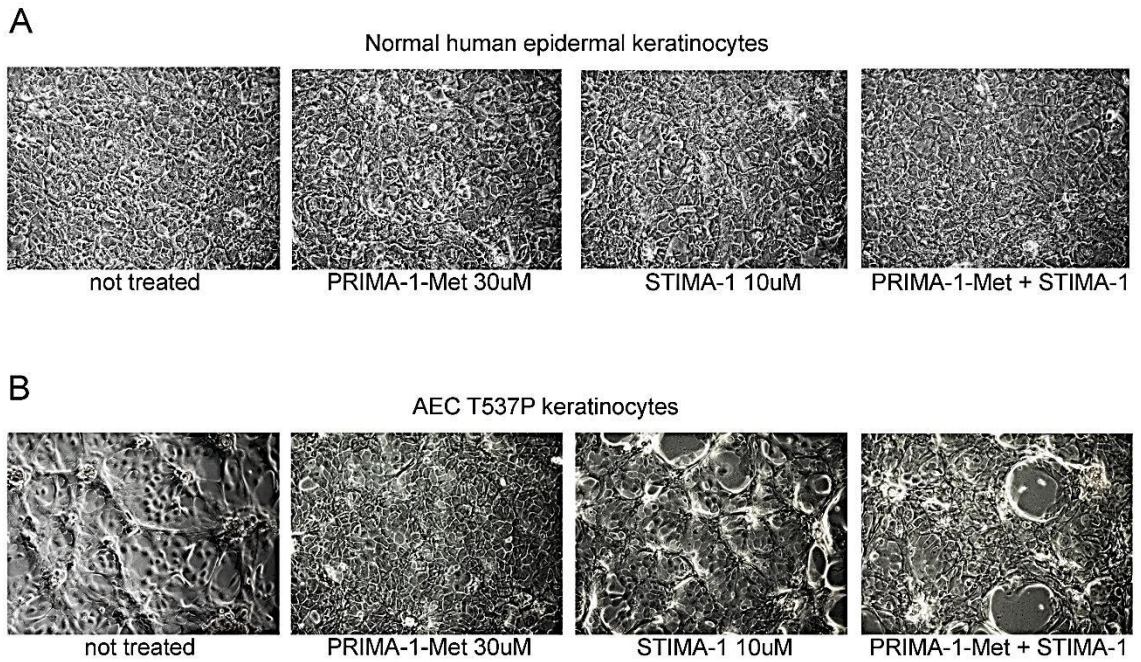 A
Normal human epidermal keratinocytes
not treated
PRIMA-1-Met 30uM
STIMA-1 10uM
PRIMA-1-Met + STIMA-1
B
AEC T537P keratinocytes
not treated
PRIMA-1-Met 30uM
STIMA-1 10uM
PRIMA-1-Met + STIMA-1